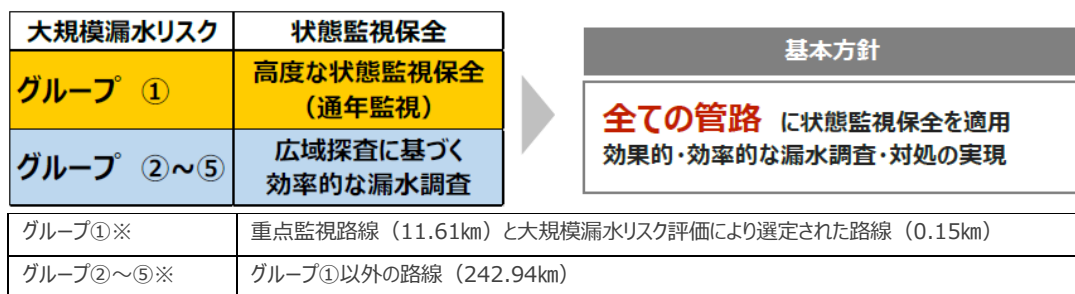 大規模漏水リスク 状態監視保全
グループ ① 高度な状態監視保全
（通年監視）
グループ ②～⑤ 広域探査に基づく
効率的な漏水調査
基本方針
全ての管路 に状態監視保全を適用
効果的・効率的な漏水調査・対処の実現
グループ①※ 重点監視路線（11.61㎞）と大規模漏水リスク評価により選定された路線（0.15㎞）
グループ②～⑤※ グループ①以外の路線（242.94㎞）